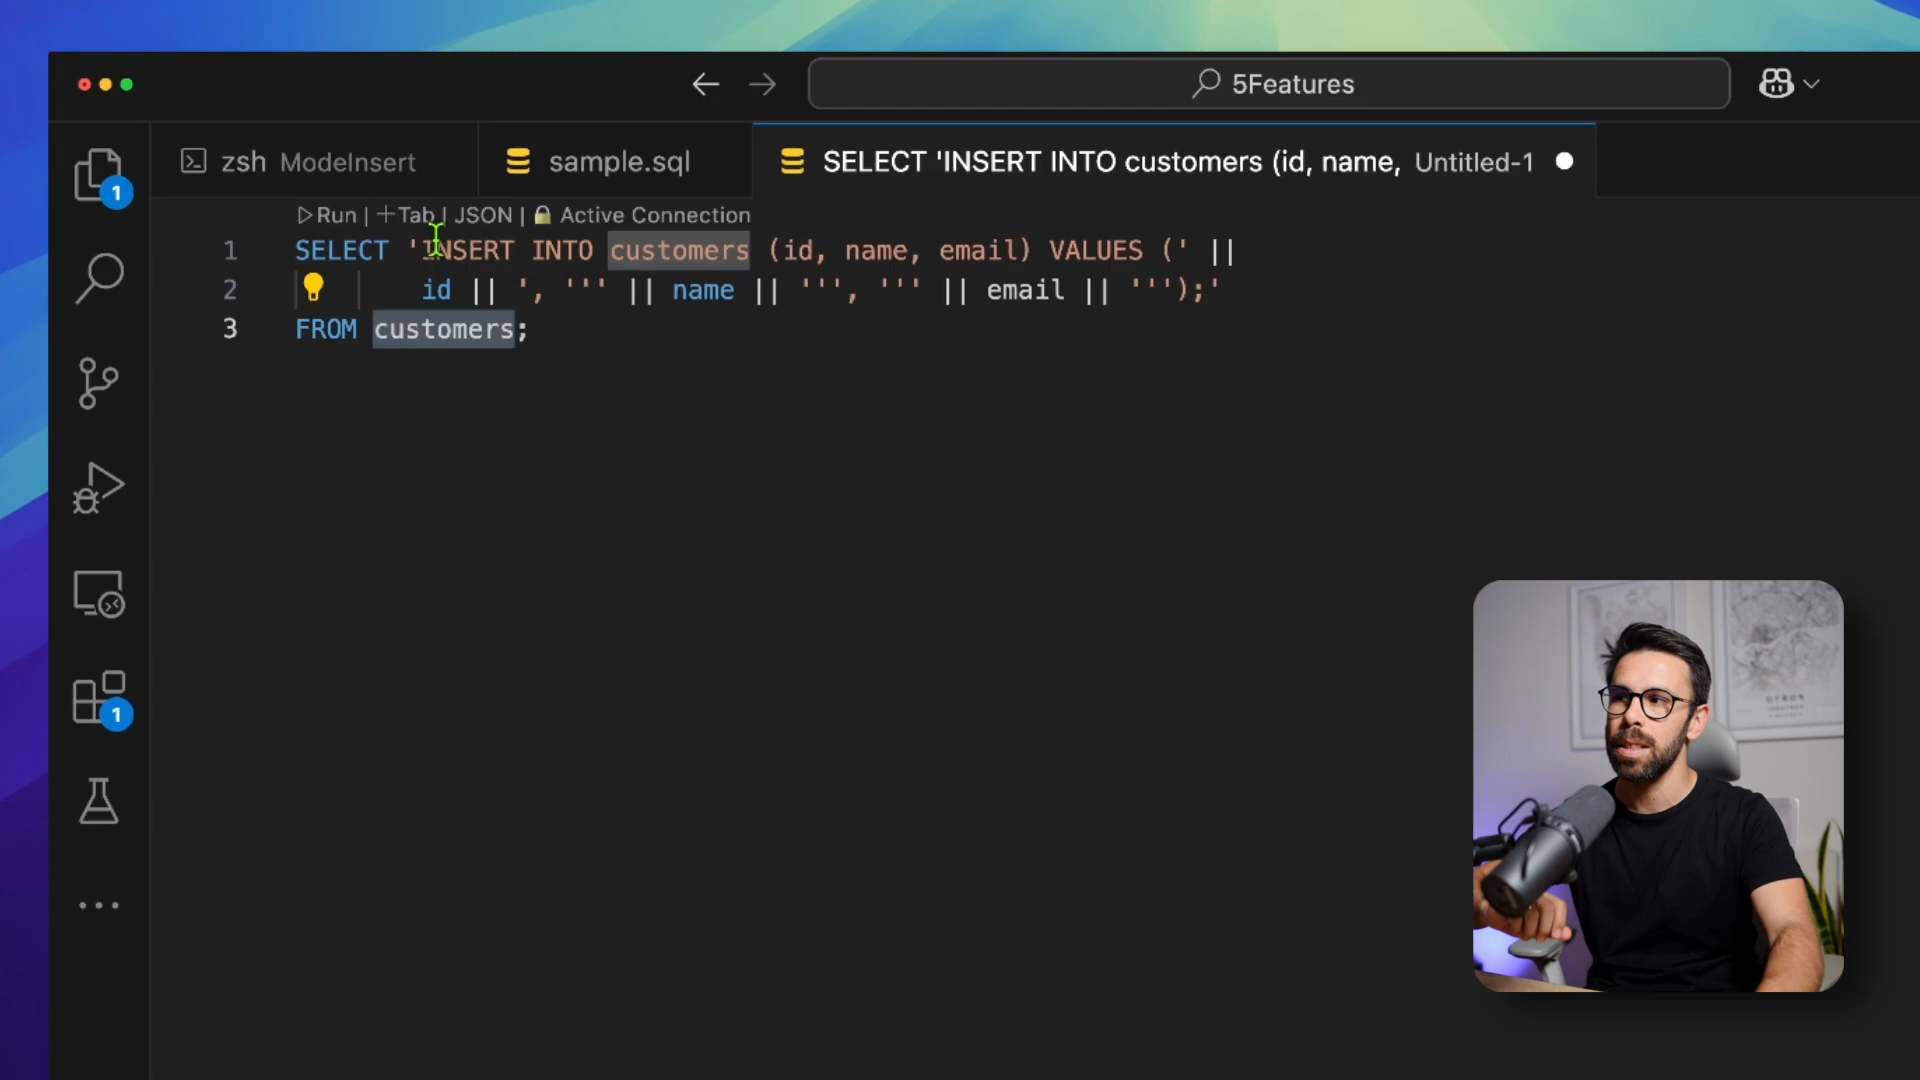 5Features
1
zsh ModeInsert
sample.sql
SELECT 'INSERT INTO customers (id, name, Untitled-1
Run | +Tab | JSON | Active Connection
1 SELECT 'INSERT INTO customers (id, name, email) VALUES (' ||
2 id || ', ''' || name || ''', ''' || email || ''');'
3 FROM customers;
1